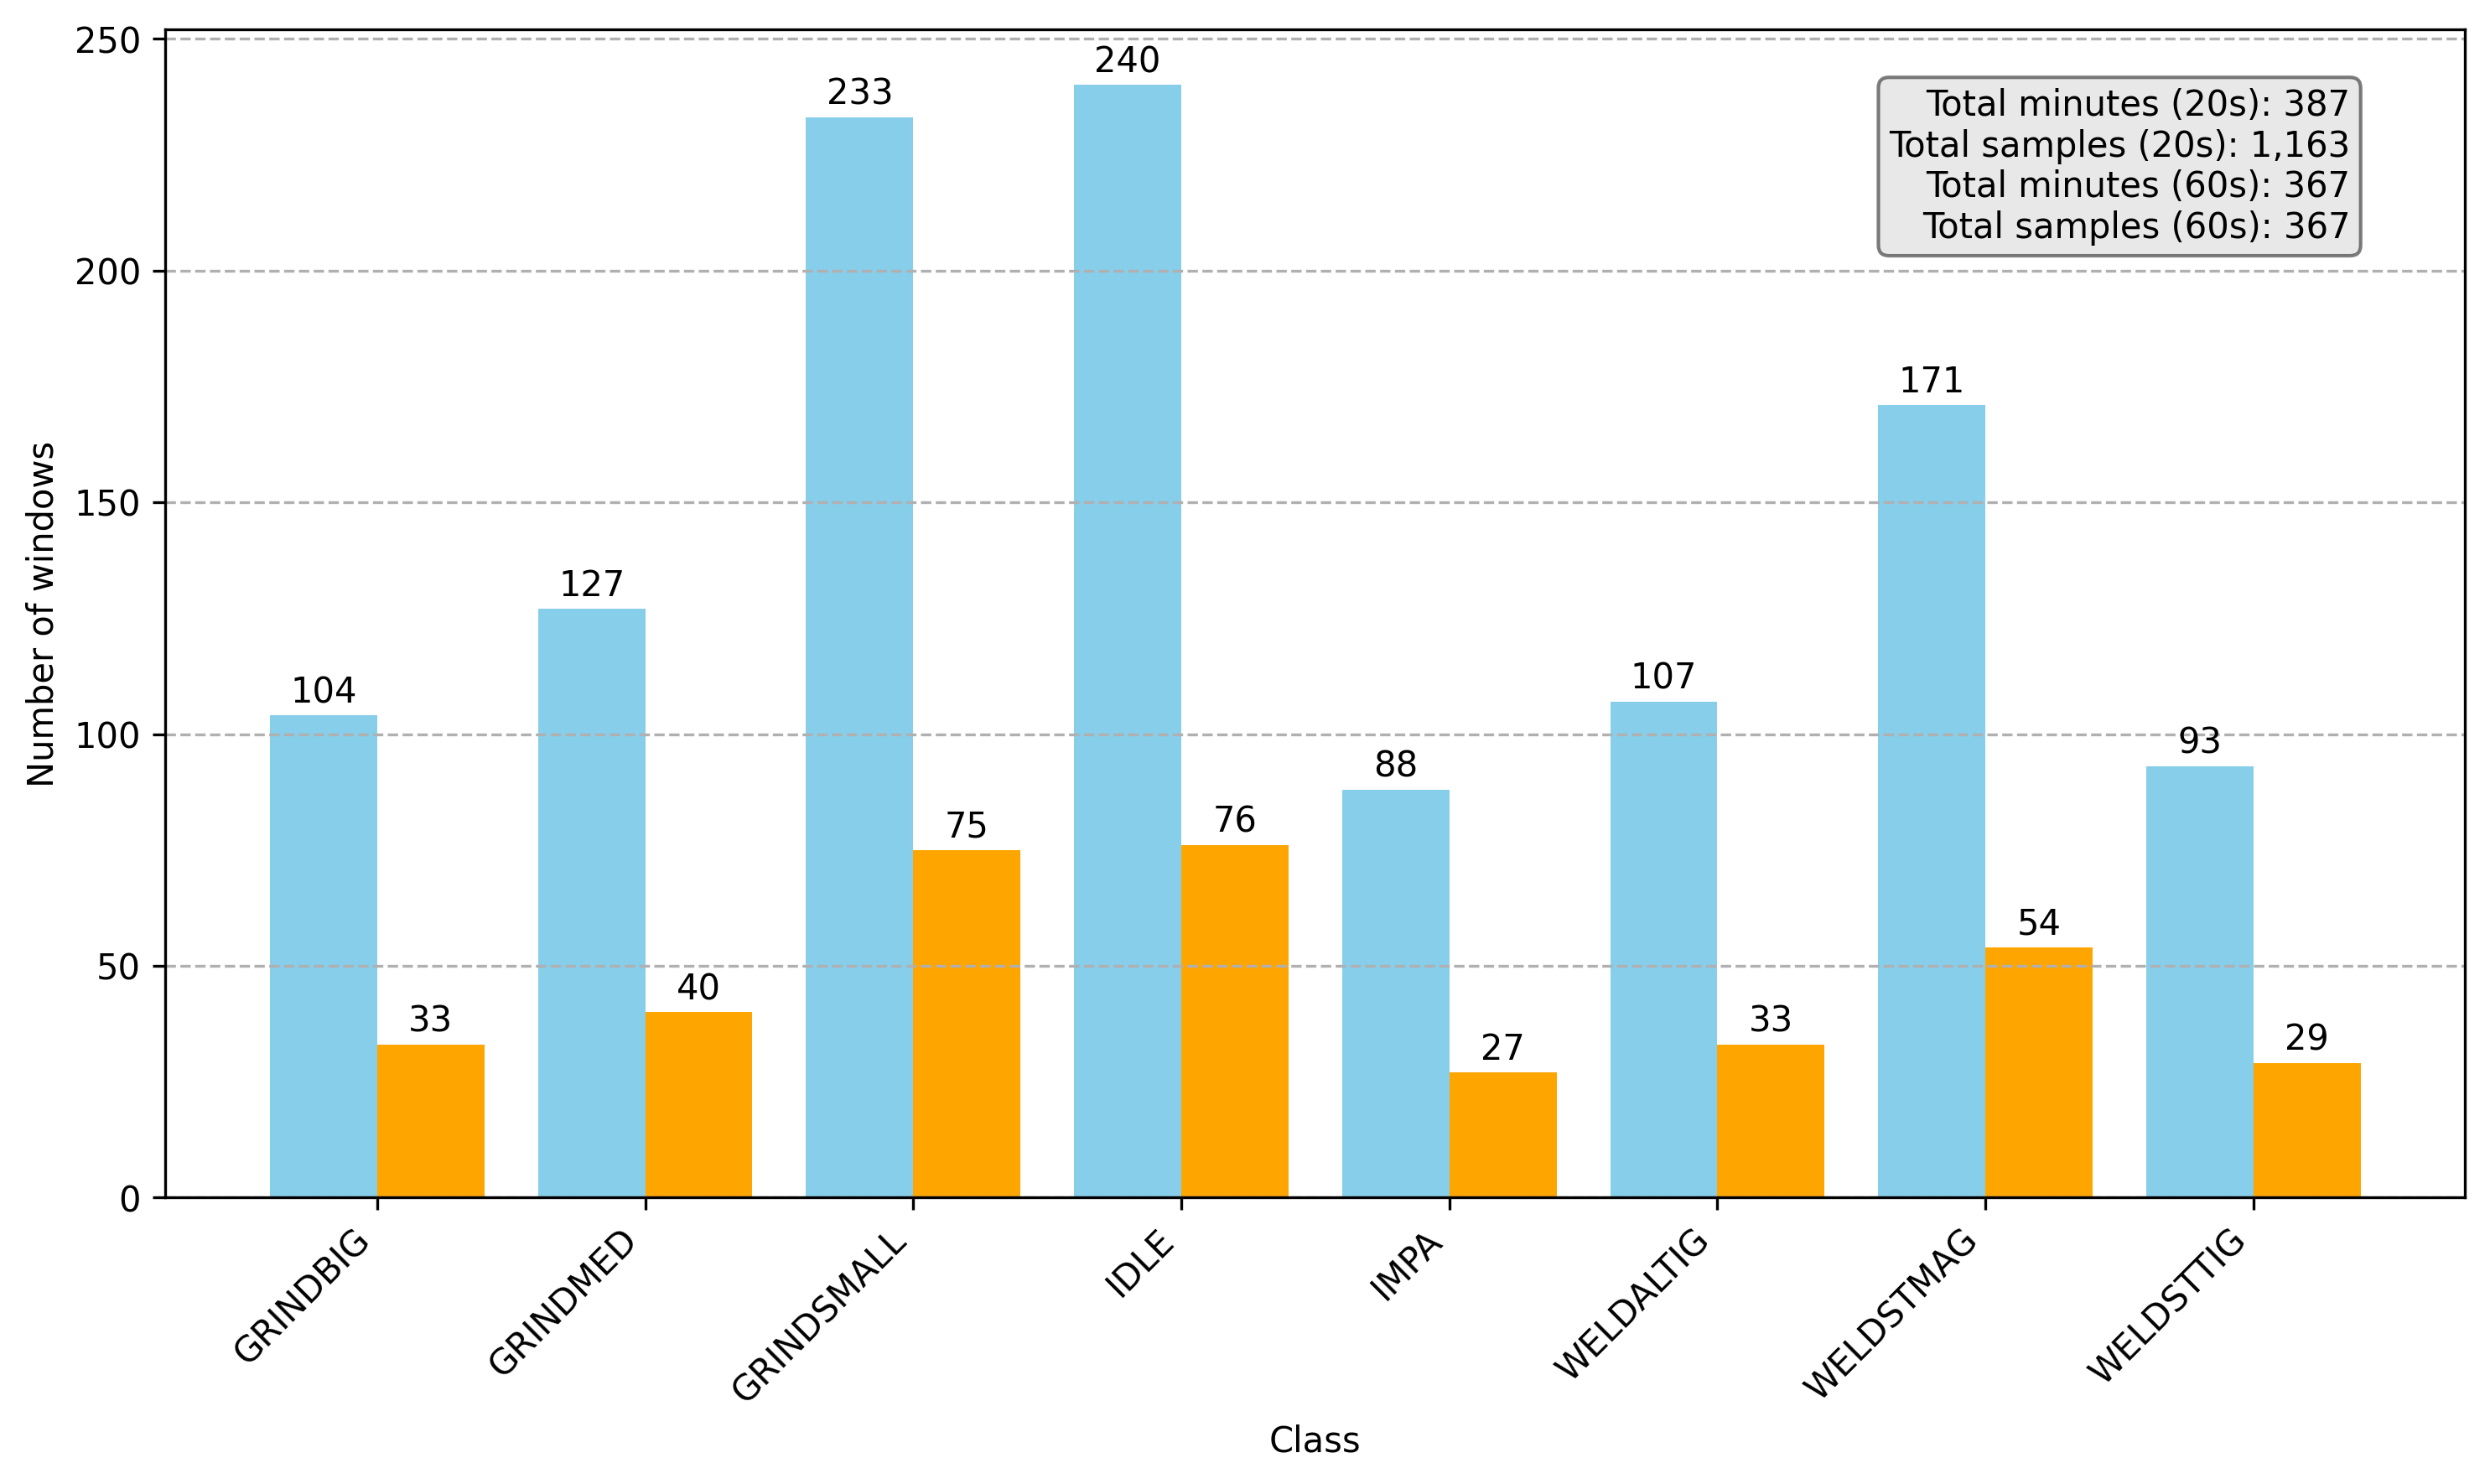 250
200
150
100
50
0
Number of windows
104
33
127
40
233
75
240
76
88
27
107
33
171
54
93
29
Total minutes (20s): 387
Total samples (20s): 1,163
Total minutes (60s): 367
Total samples (60s): 367
GRINDBIG
GRINDMED
GRINDSMALL
IDLE
IMPA
WELDALTIG
WELDSTMAG
WELDSTTIG
Class